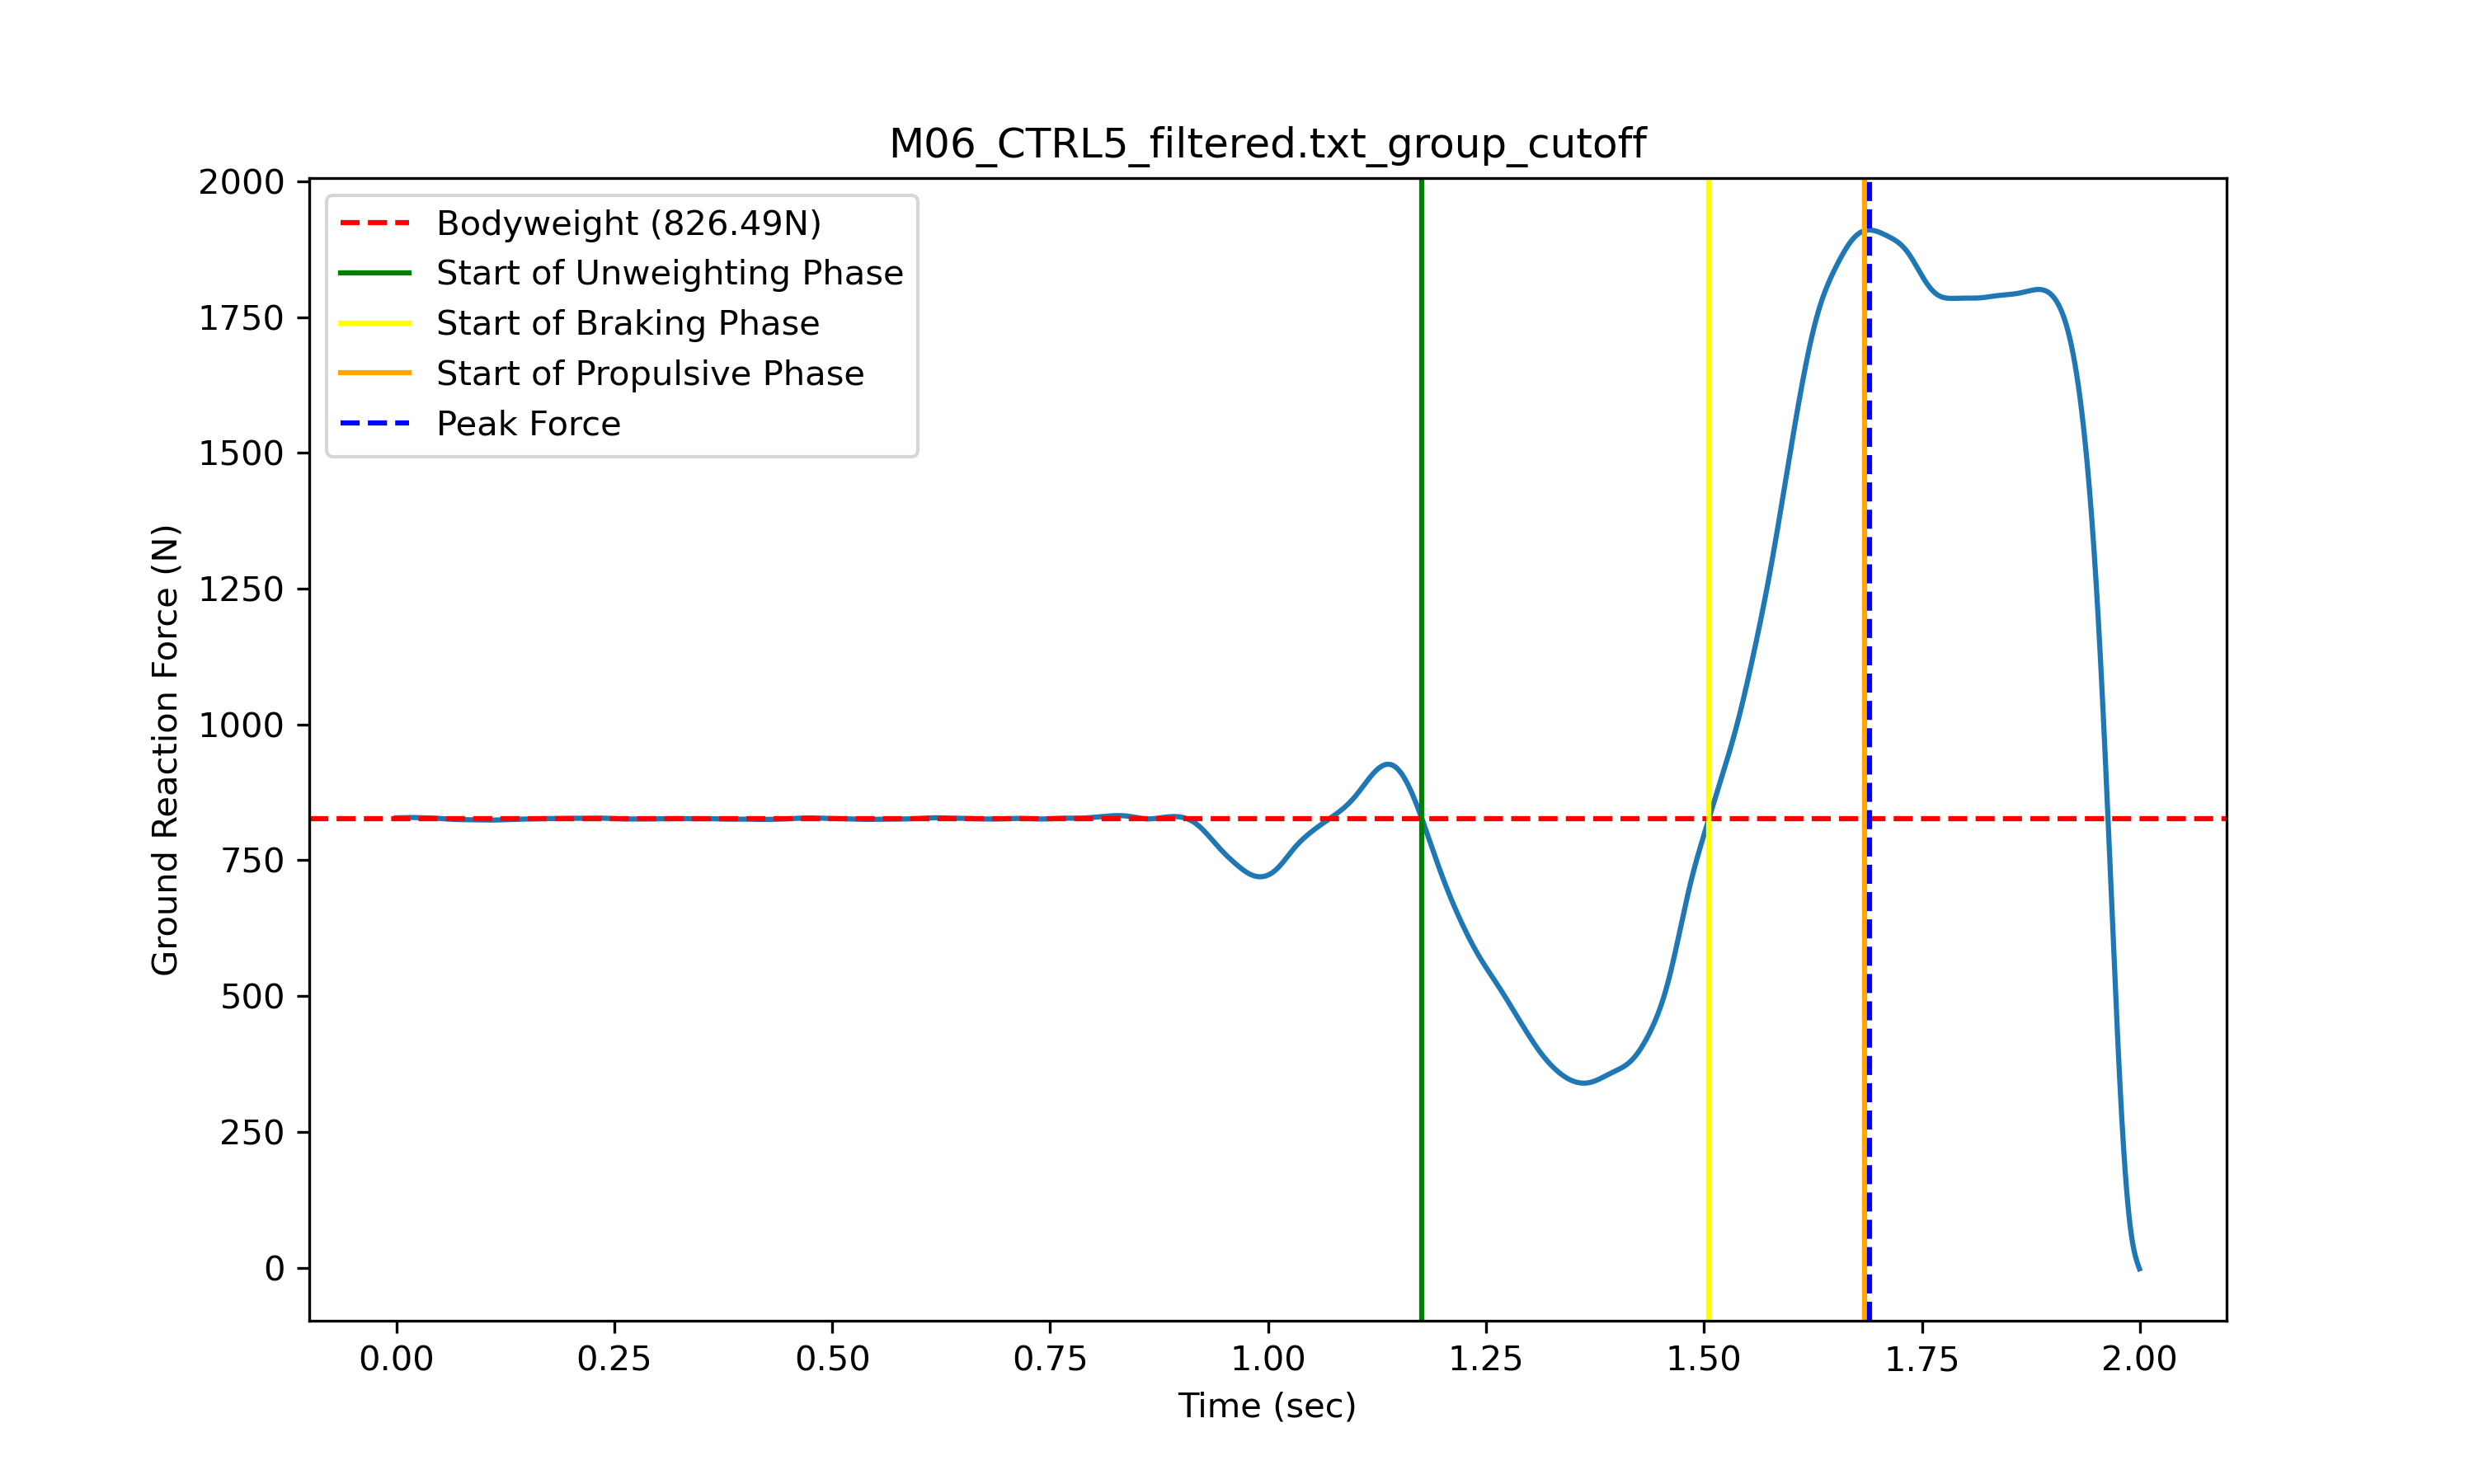 M06_CTRL5_filtered.txt_group_cutoff
2000
1750
1500
1250
1000
750
500
250
0
Ground Reaction Force (N)
Bodyweight (826.49N)
Start of Unweighting Phase
Start of Braking Phase
Start of Propulsive Phase
Peak Force
0.00 0.25 0.50 0.75 1.00 1.25 1.50 1.75 2.00
Time (sec)